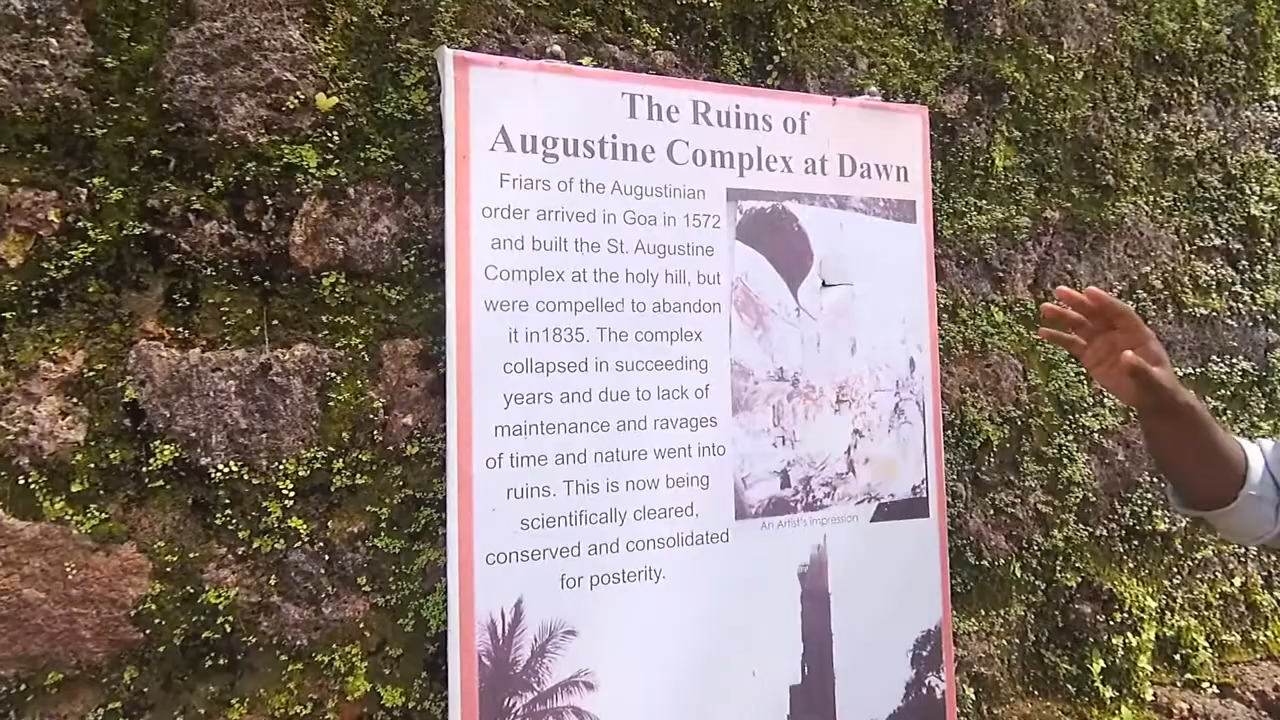 The Ruins of
Augustine Complex at Dawn
Friars of the Augustinian
order arrived in Goa in 1572
and built the St. Augustine
Complex at the holy hill, but
were compelled to abandon
it in1835. The complex
collapsed in succeeding
years and due to lack of
maintenance and ravages
of time and nature went into
ruins. This is now being
scientifically cleared,
conserved and consolidated
for posterity.
An Artist's Impression